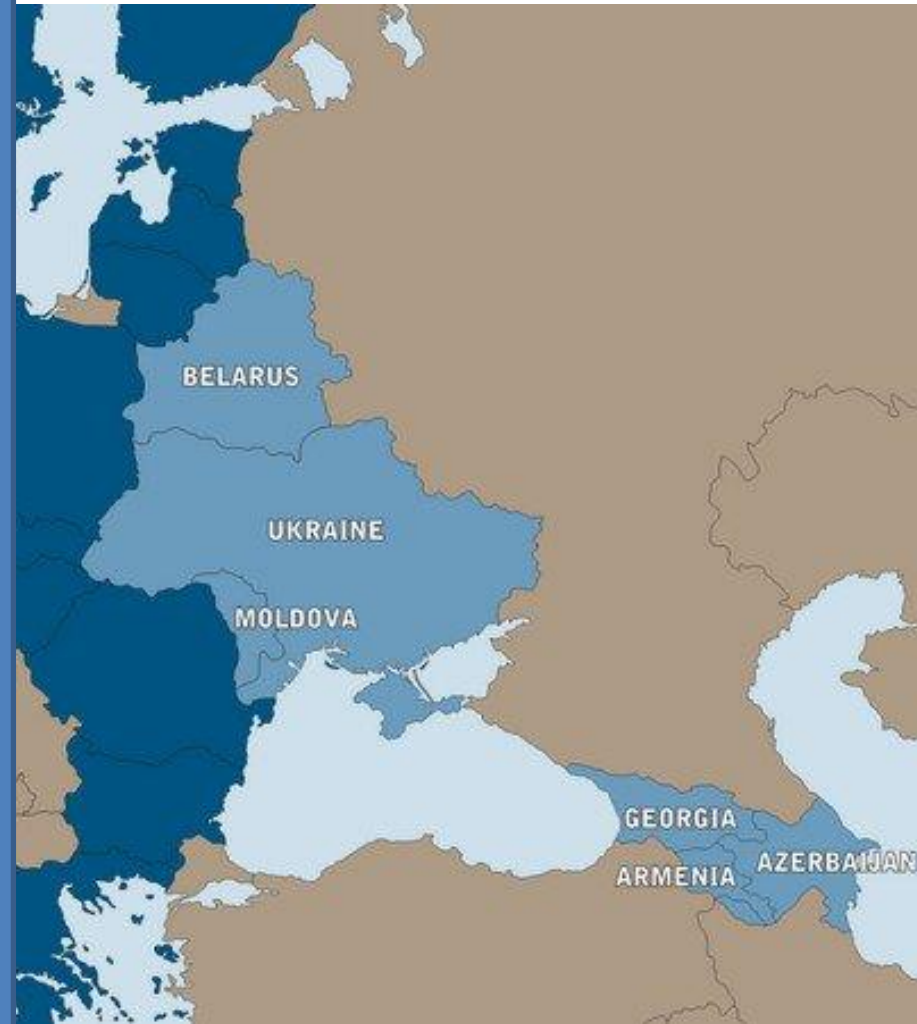 BELARUS
UKRAINE
MOLDOVA
GEORGIA
ARMENIA
AZERBAIJAN